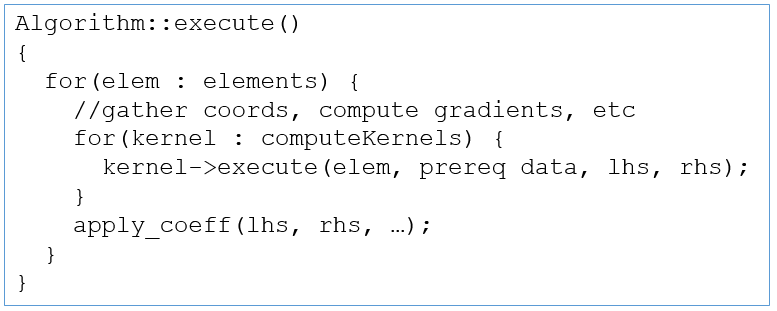 Algorithm::execute()
{
  for(elem : elements) {
    //gather coords, compute gradients, etc
    for(kernel : computeKernels) {
      kernel->execute(elem, prereq data, lhs, rhs);
    }
    apply_coeff(lhs, rhs, …);
  }
}